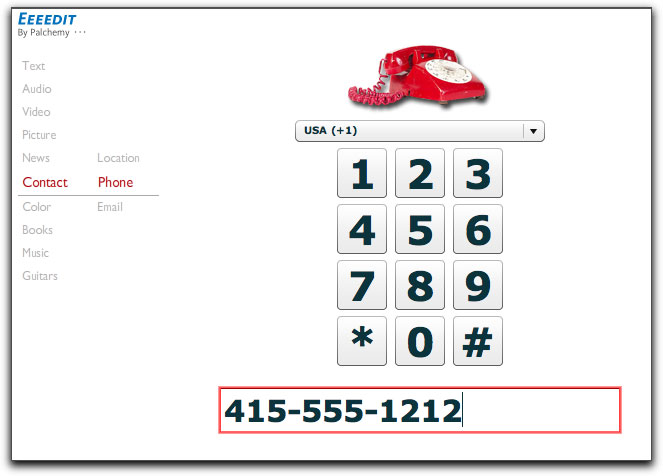 EEEEDIT
By Palchemy ···
Text
Audio
Video
Picture
News Location
Contact Phone
Color Email
Books
Music
Guitars
USA (+1)
1 2 3
4 5 6
7 8 9
* 0 #
415-555-1212